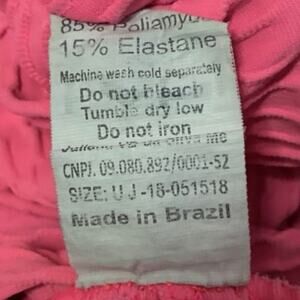 85% Poliamyd
15% Elastane
Machine wash cold separately
Do not bleach
Tumble dry low
Do not iron
CNPJ. 09.080.892/0001-52
SIZE: U J -18-051518
Made in Brazil